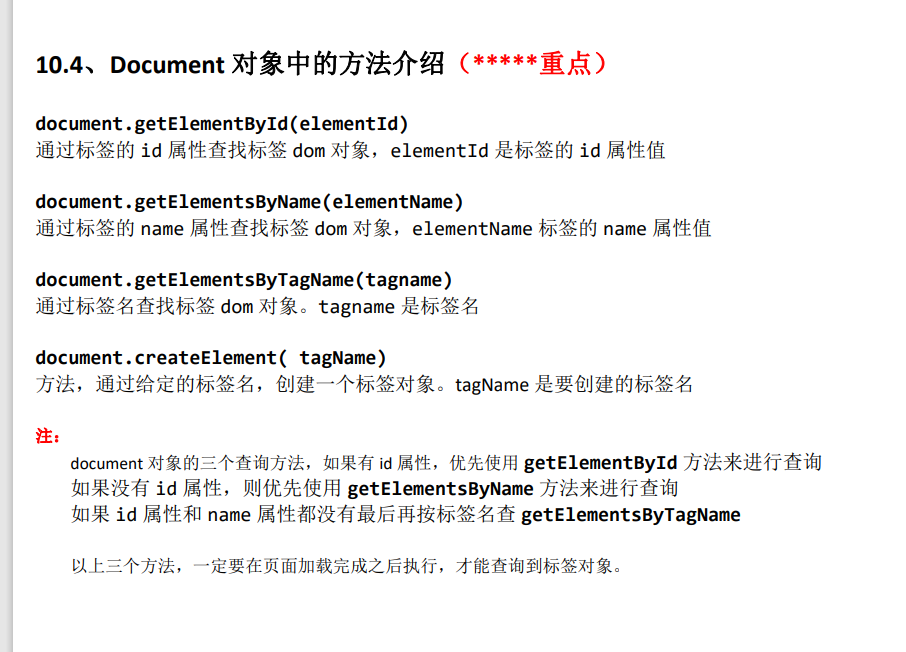 10.4、Document 对象中的方法介绍（*****重点）
document.getElementById(elementId)
通过标签的 id 属性查找标签 dom 对象，elementId 是标签的 id 属性值
document.getElementsByName(elementName)
通过标签的 name 属性查找标签 dom 对象，elementName 标签的 name 属性值
document.getElementsByTagName(tagname)
通过标签名查找标签 dom 对象。tagname 是标签名
document.createElement( tagName)
方法，通过给定的标签名，创建一个标签对象。tagName 是要创建的标签名
注：
document 对象的三个查询方法，如果有 id 属性，优先使用 getElementById 方法来进行查询
如果没有 id 属性，则优先使用 getElementsByName 方法来进行查询
如果 id 属性和 name 属性都没有最后再按标签名查 getElementsByTagName
以上三个方法，一定要在页面加载完成之后执行，才能查询到标签对象。